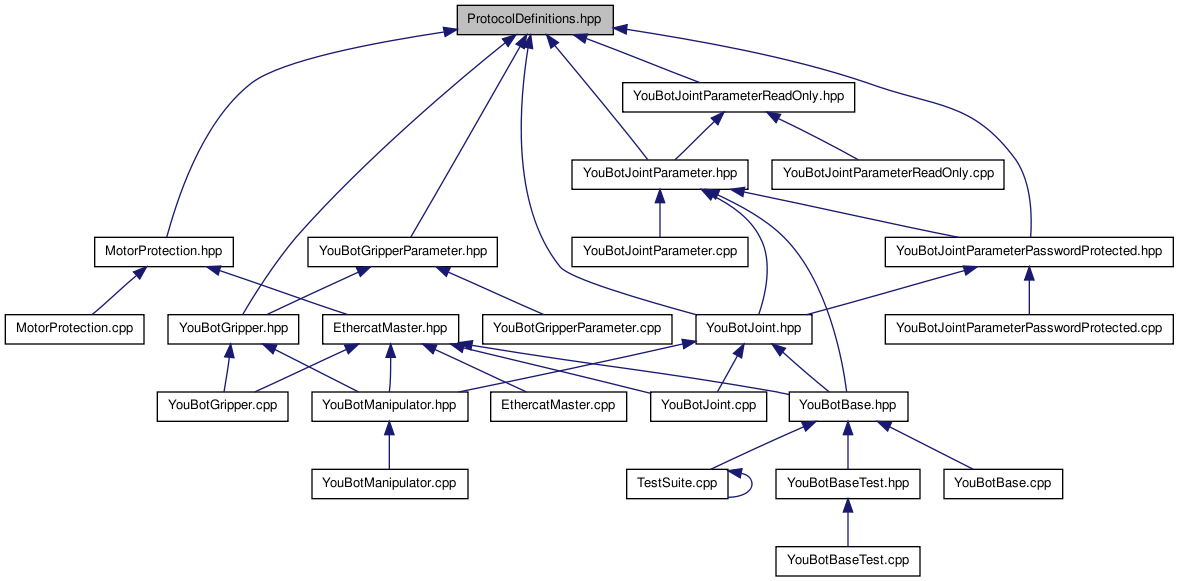 ProtocolDefinitions.hpp
YouBotJointParameterReadOnly.hpp
YouBotJointParameter.hpp
YouBotJointParameterReadOnly.cpp
MotorProtection.hpp
YouBotGripperParameter.hpp
YouBotJointParameter.cpp
YouBotJointParameterPasswordProtected.hpp
MotorProtection.cpp
YouBotGripper.hpp
EthercatMaster.hpp
YouBotGripperParameter.cpp
YouBotJoint.hpp
YouBotJointParameterPasswordProtected.cpp
YouBotGripper.cpp
YouBotManipulator.hpp
EthercatMaster.cpp
YouBotJoint.cpp
YouBotBase.hpp
YouBotManipulator.cpp
TestSuite.cpp
YouBotBaseTest.hpp
YouBotBase.cpp
YouBotBaseTest.cpp